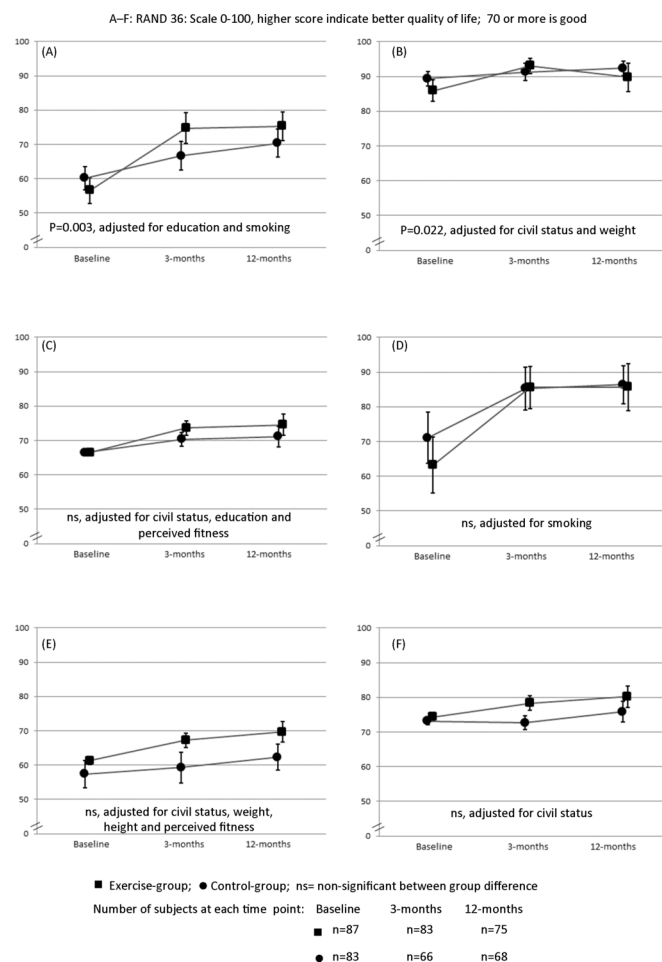 A–F: RAND 36: Scale 0-100, higher score indicate better quality of life; 70 or more is good
(A)
100
90
80
70
60
50
0
P=0.003, adjusted for education and smoking
Baseline 3-months 12-months
(B)
100
90
80
70
60
50
0
P=0.022, adjusted for civil status and weight
Baseline 3-months 12-months
(C)
100
90
80
70
60
50
0
ns, adjusted for civil status, education and
perceived fitness
Baseline 3-months 12-months
(D)
100
90
80
70
60
50
0
ns, adjusted for smoking
Baseline 3-months 12-months
(E)
100
90
80
70
60
50
0
ns, adjusted for civil status, weight,
height and perceived fitness
Baseline 3-months 12-months
(F)
100
90
80
70
60
50
0
ns, adjusted for civil status
Baseline 3-months 12-months
Exercise-group; Control-group; ns= non-significant between group difference
Number of subjects at each time point: Baseline 3-months 12-months
n=87 n=83 n=75
n=83 n=66 n=68